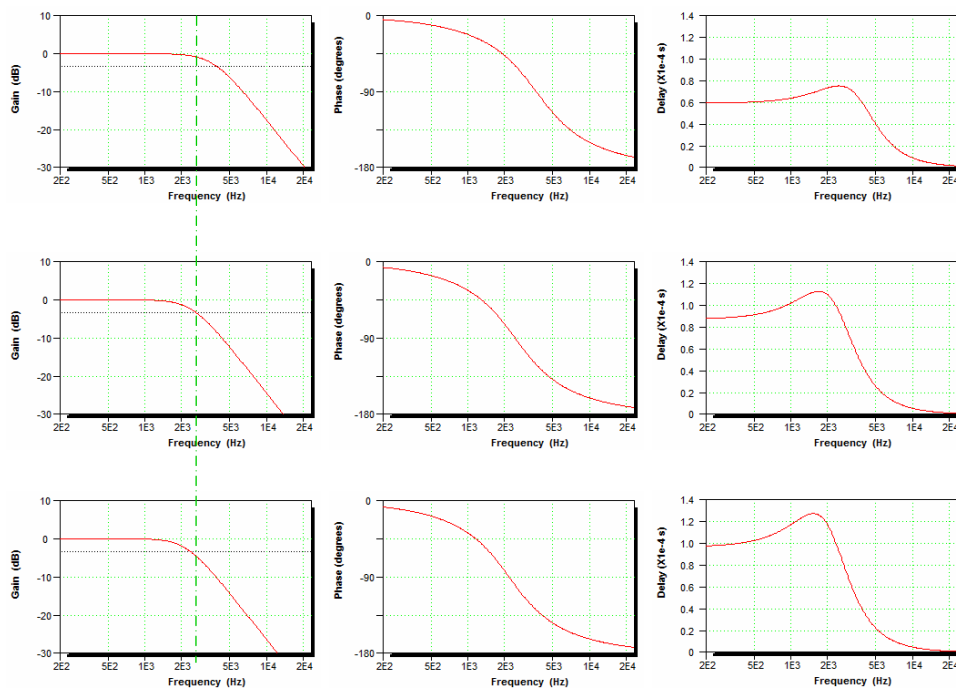 Gain (dB)
10
0
-10
-20
-30
2E2 5E2 1E3 2E3 5E3 1E4 2E4
Frequency (Hz)
Phase (degrees)
0
-90
-180
2E2 5E2 1E3 2E3 5E3 1E4 2E4
Frequency (Hz)
Delay (X1e-4 s)
1.4
1.2
1.0
0.8
0.6
0.4
0.2
0
2E2 5E2 1E3 2E3 5E3 1E4 2E4
Frequency (Hz)
Gain (dB)
10
0
-10
-20
-30
2E2 5E2 1E3 2E3 5E3 1E4 2E4
Frequency (Hz)
Phase (degrees)
0
-90
-180
2E2 5E2 1E3 2E3 5E3 1E4 2E4
Frequency (Hz)
Delay (X1e-4 s)
1.4
1.2
1.0
0.8
0.6
0.4
0.2
0
2E2 5E2 1E3 2E3 5E3 1E4 2E4
Frequency (Hz)
Gain (dB)
10
0
-10
-20
-30
2E2 5E2 1E3 2E3 5E3 1E4 2E4
Frequency (Hz)
Phase (degrees)
0
-90
-180
2E2 5E2 1E3 2E3 5E3 1E4 2E4
Frequency (Hz)
Delay (X1e-4 s)
1.4
1.2
1.0
0.8
0.6
0.4
0.2
0
2E2 5E2 1E3 2E3 5E3 1E4 2E4
Frequency (Hz)